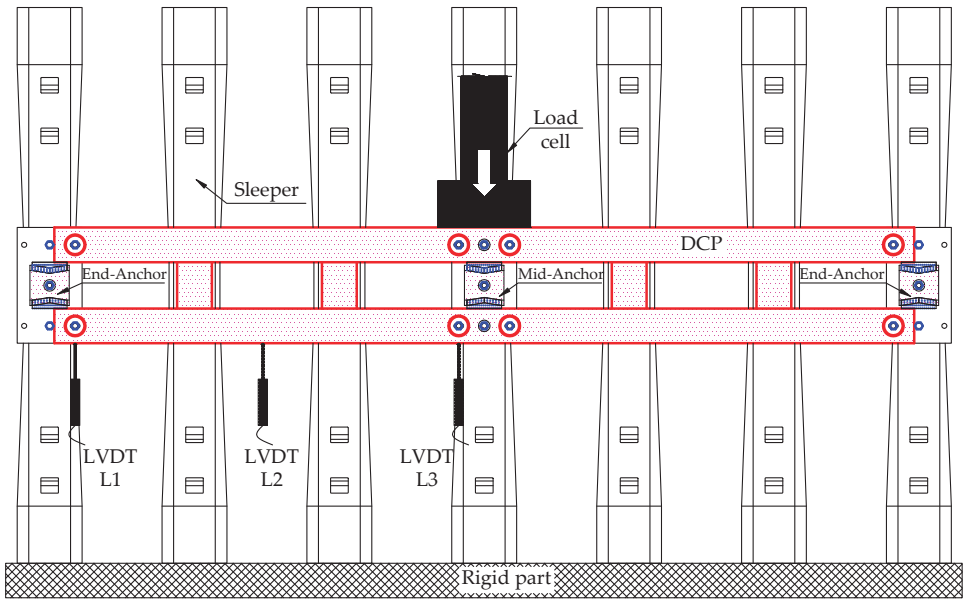 Load
cell
Sleeper
DCP
End-Anchor
Mid-Anchor
End-Anchor
LVDT
L1
LVDT
L2
LVDT
L3
Rigid part